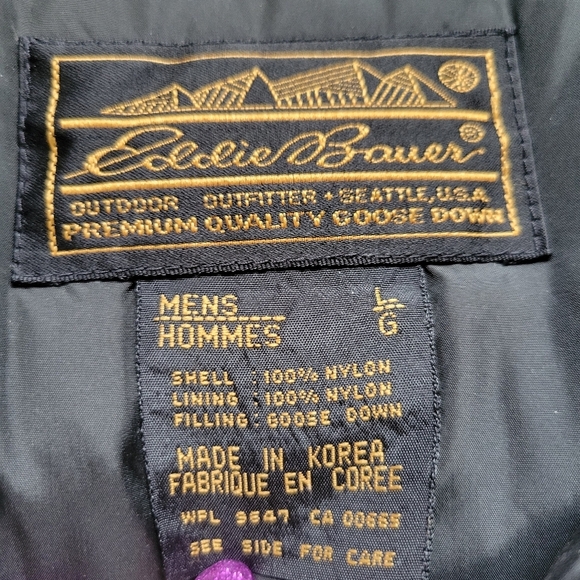 Eddie Bauer ®
OUTDOOR OUTFITTER • SEATTLE, U.S.A.
PREMIUM QUALITY GOOSE DOWN
MENS L
HOMMES G
SHELL : 100% NYLON
LINING : 100% NYLON
FILLING: GOOSE DOWN
MADE IN KOREA
FABRIQUE EN COREE
WPL 9647 CA 00665
SEE SIDE FOR CARE